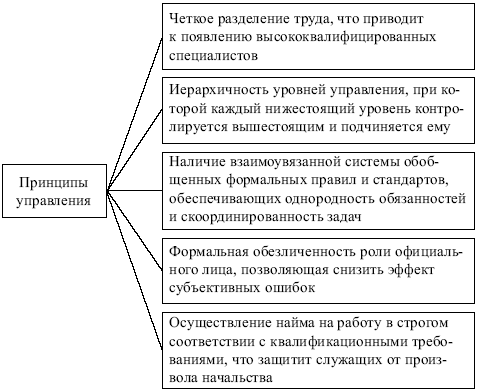 Принципы
управления
Четкое разделение труда, что приводит
к появлению высококвалифицированных
специалистов
Иерархичность уровней управления, при ко-
торой каждый нижестоящий уровень контро-
лируется вышестоящим и подчиняется ему
Наличие взаимоувязанной системы обоб-
щенных формальных правил и стандартов,
обеспечивающих однородность обязанностей
и скоординированность задач
Формальная обезличенность роли официаль-
ного лица, позволяющая снизить эффект
субъективных ошибок
Осуществление найма на работу в строгом
соответствии с квалификационными требо-
ваниями, что защитит служащих от произ-
вола начальства